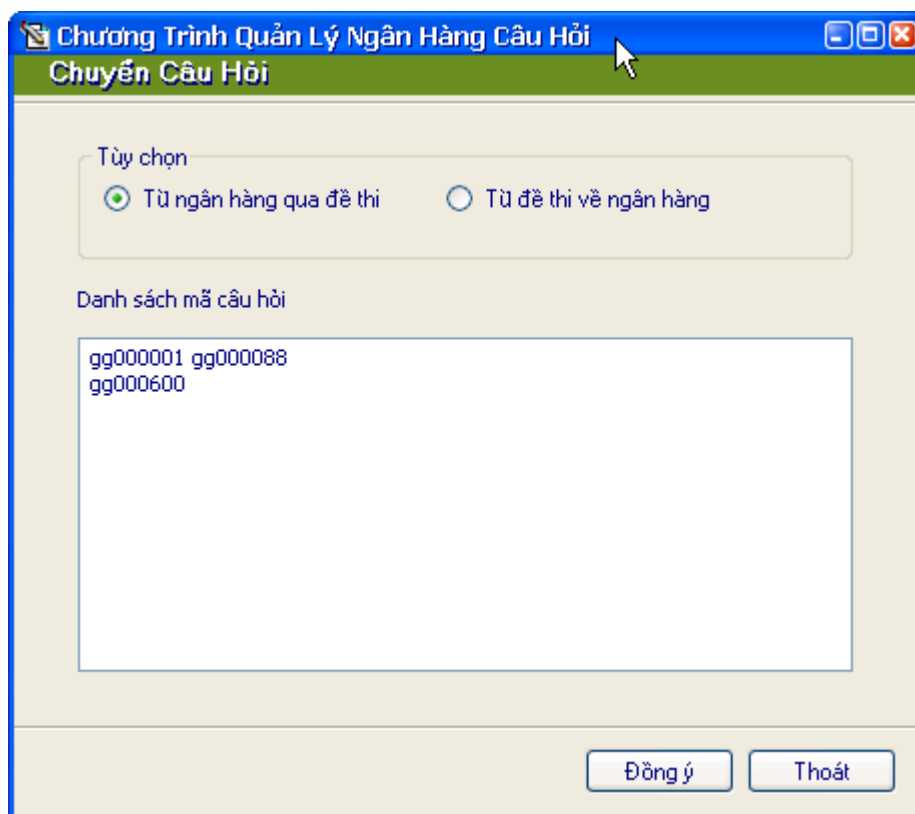 Chương Trình Quản Lý Ngân Hàng Câu Hỏi
Chuyển Câu Hỏi
Tùy chọn
Từ ngân hàng qua đề thi
Từ đề thi về ngân hàng
Danh sách mã câu hỏi
gg000001 gg000088
gg000600
Đồng ý
Thoát